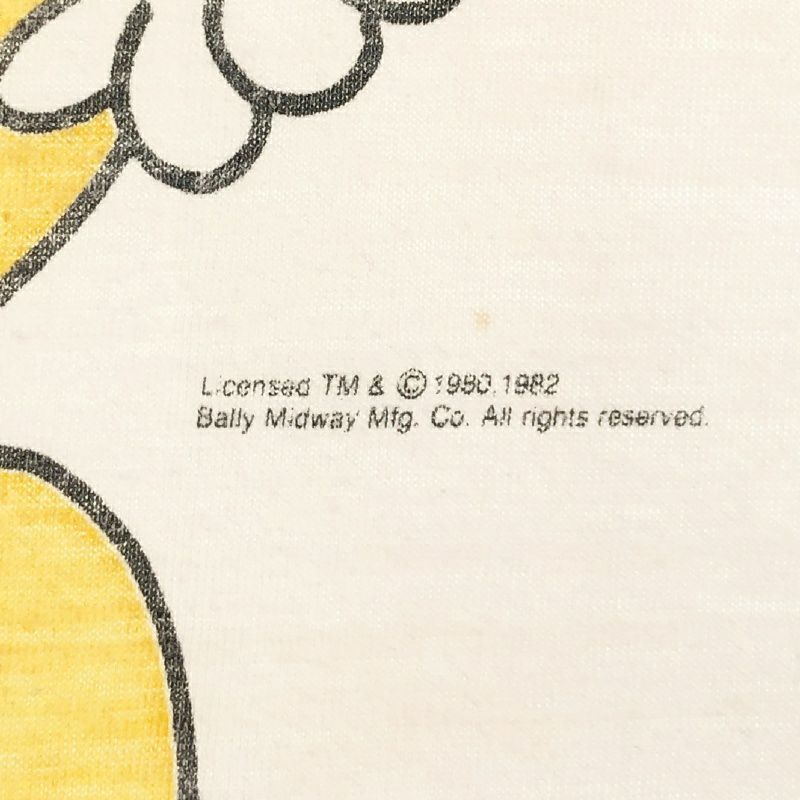 Licensed TM & © 1980, 1982
Bally Midway Mfg. Co. All rights reserved.